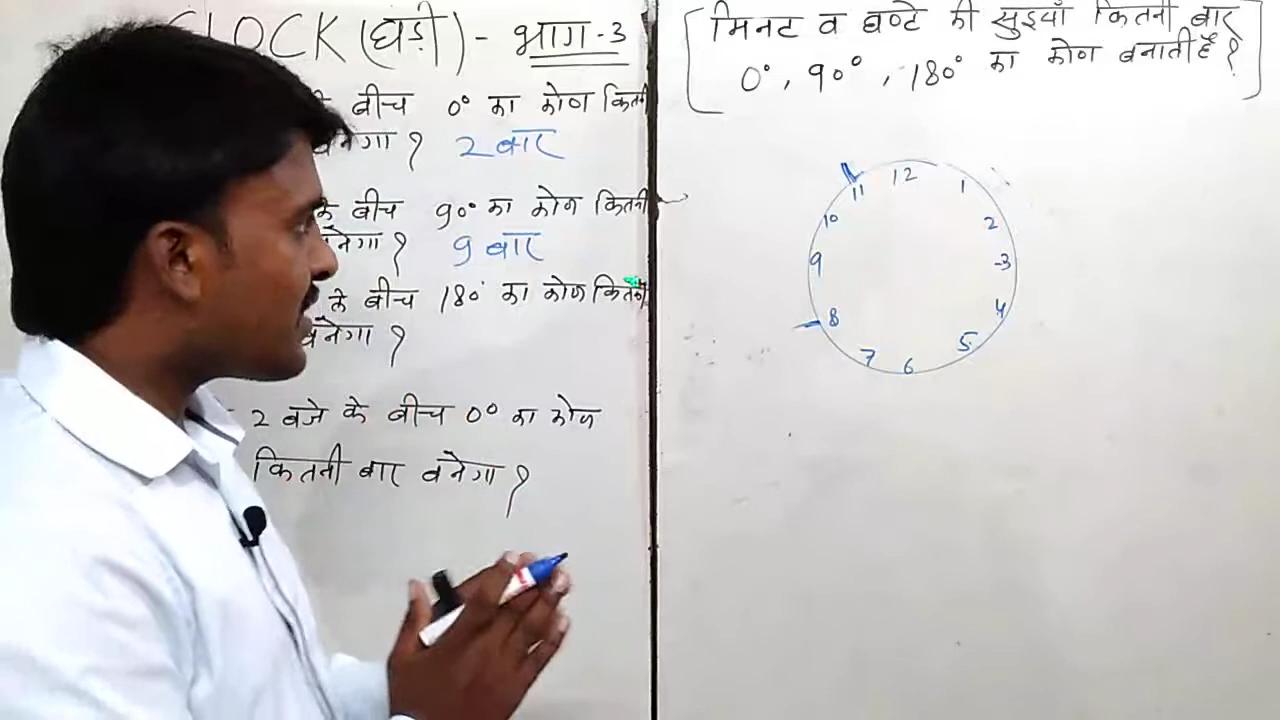 CLOCK (घड़ी) - भाग-3
बीच 0° का कोण कितनी
बनेगा ? 2 बार
के बीच 90° का कोण कितनी
बनेगा ? 9 बार
के बीच 180° का कोण कितनी
बनेगा ?
2 बजे के बीच 0° का कोण
कितनी बार बनेगा ?
मिनट व घण्टे की सुइयाँ कितनी बार
0°, 90°, 180° का कोण बनाती हैं ?
12
11 1
10 2
9 3
8 4
7 5
6